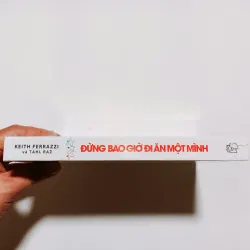 KEITH FERRAZZI
VÀ TAHL RAZ
ĐỪNG BAO GIỜ ĐI ĂN MỘT MÌNH